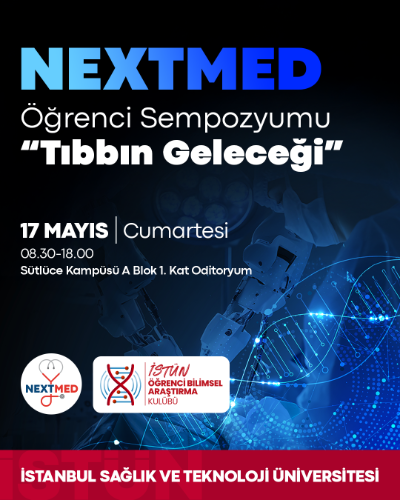 NEXTMED
Öğrenci Sempozyumu
“Tıbbın Geleceği”
17 MAYIS | Cumartesi
08.30-18.00
Sütlüce Kampüsü A Blok 1. Kat Oditoryum
NEXTMED
İSTÜN
ÖĞRENCİ BİLİMSEL
ARAŞTIRMA
KULÜBÜ
İSTÜN
İSTANBUL SAĞLIK VE TEKNOLOJİ ÜNİVERSİTESİ